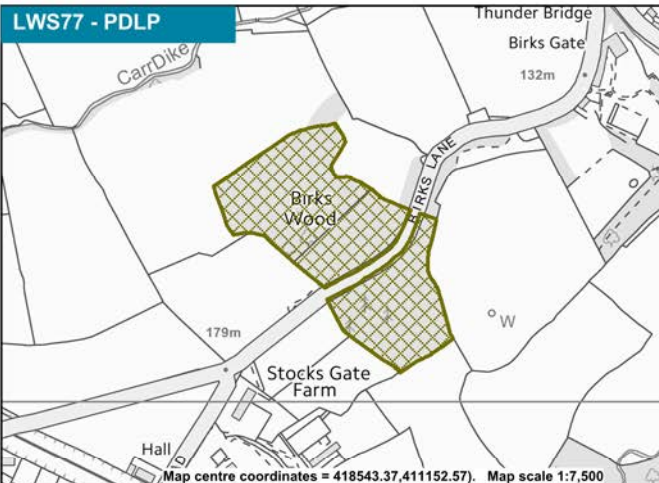 LWS77 - PDLP
Thunder Bridge
Birks Gate
132m
CarrDike
BIRKS LANE
Birks
Wood
W
179m
Stocks Gate
Farm
Hall
D
Map centre coordinates = 418543.37,411152.57). Map scale 1:7,500